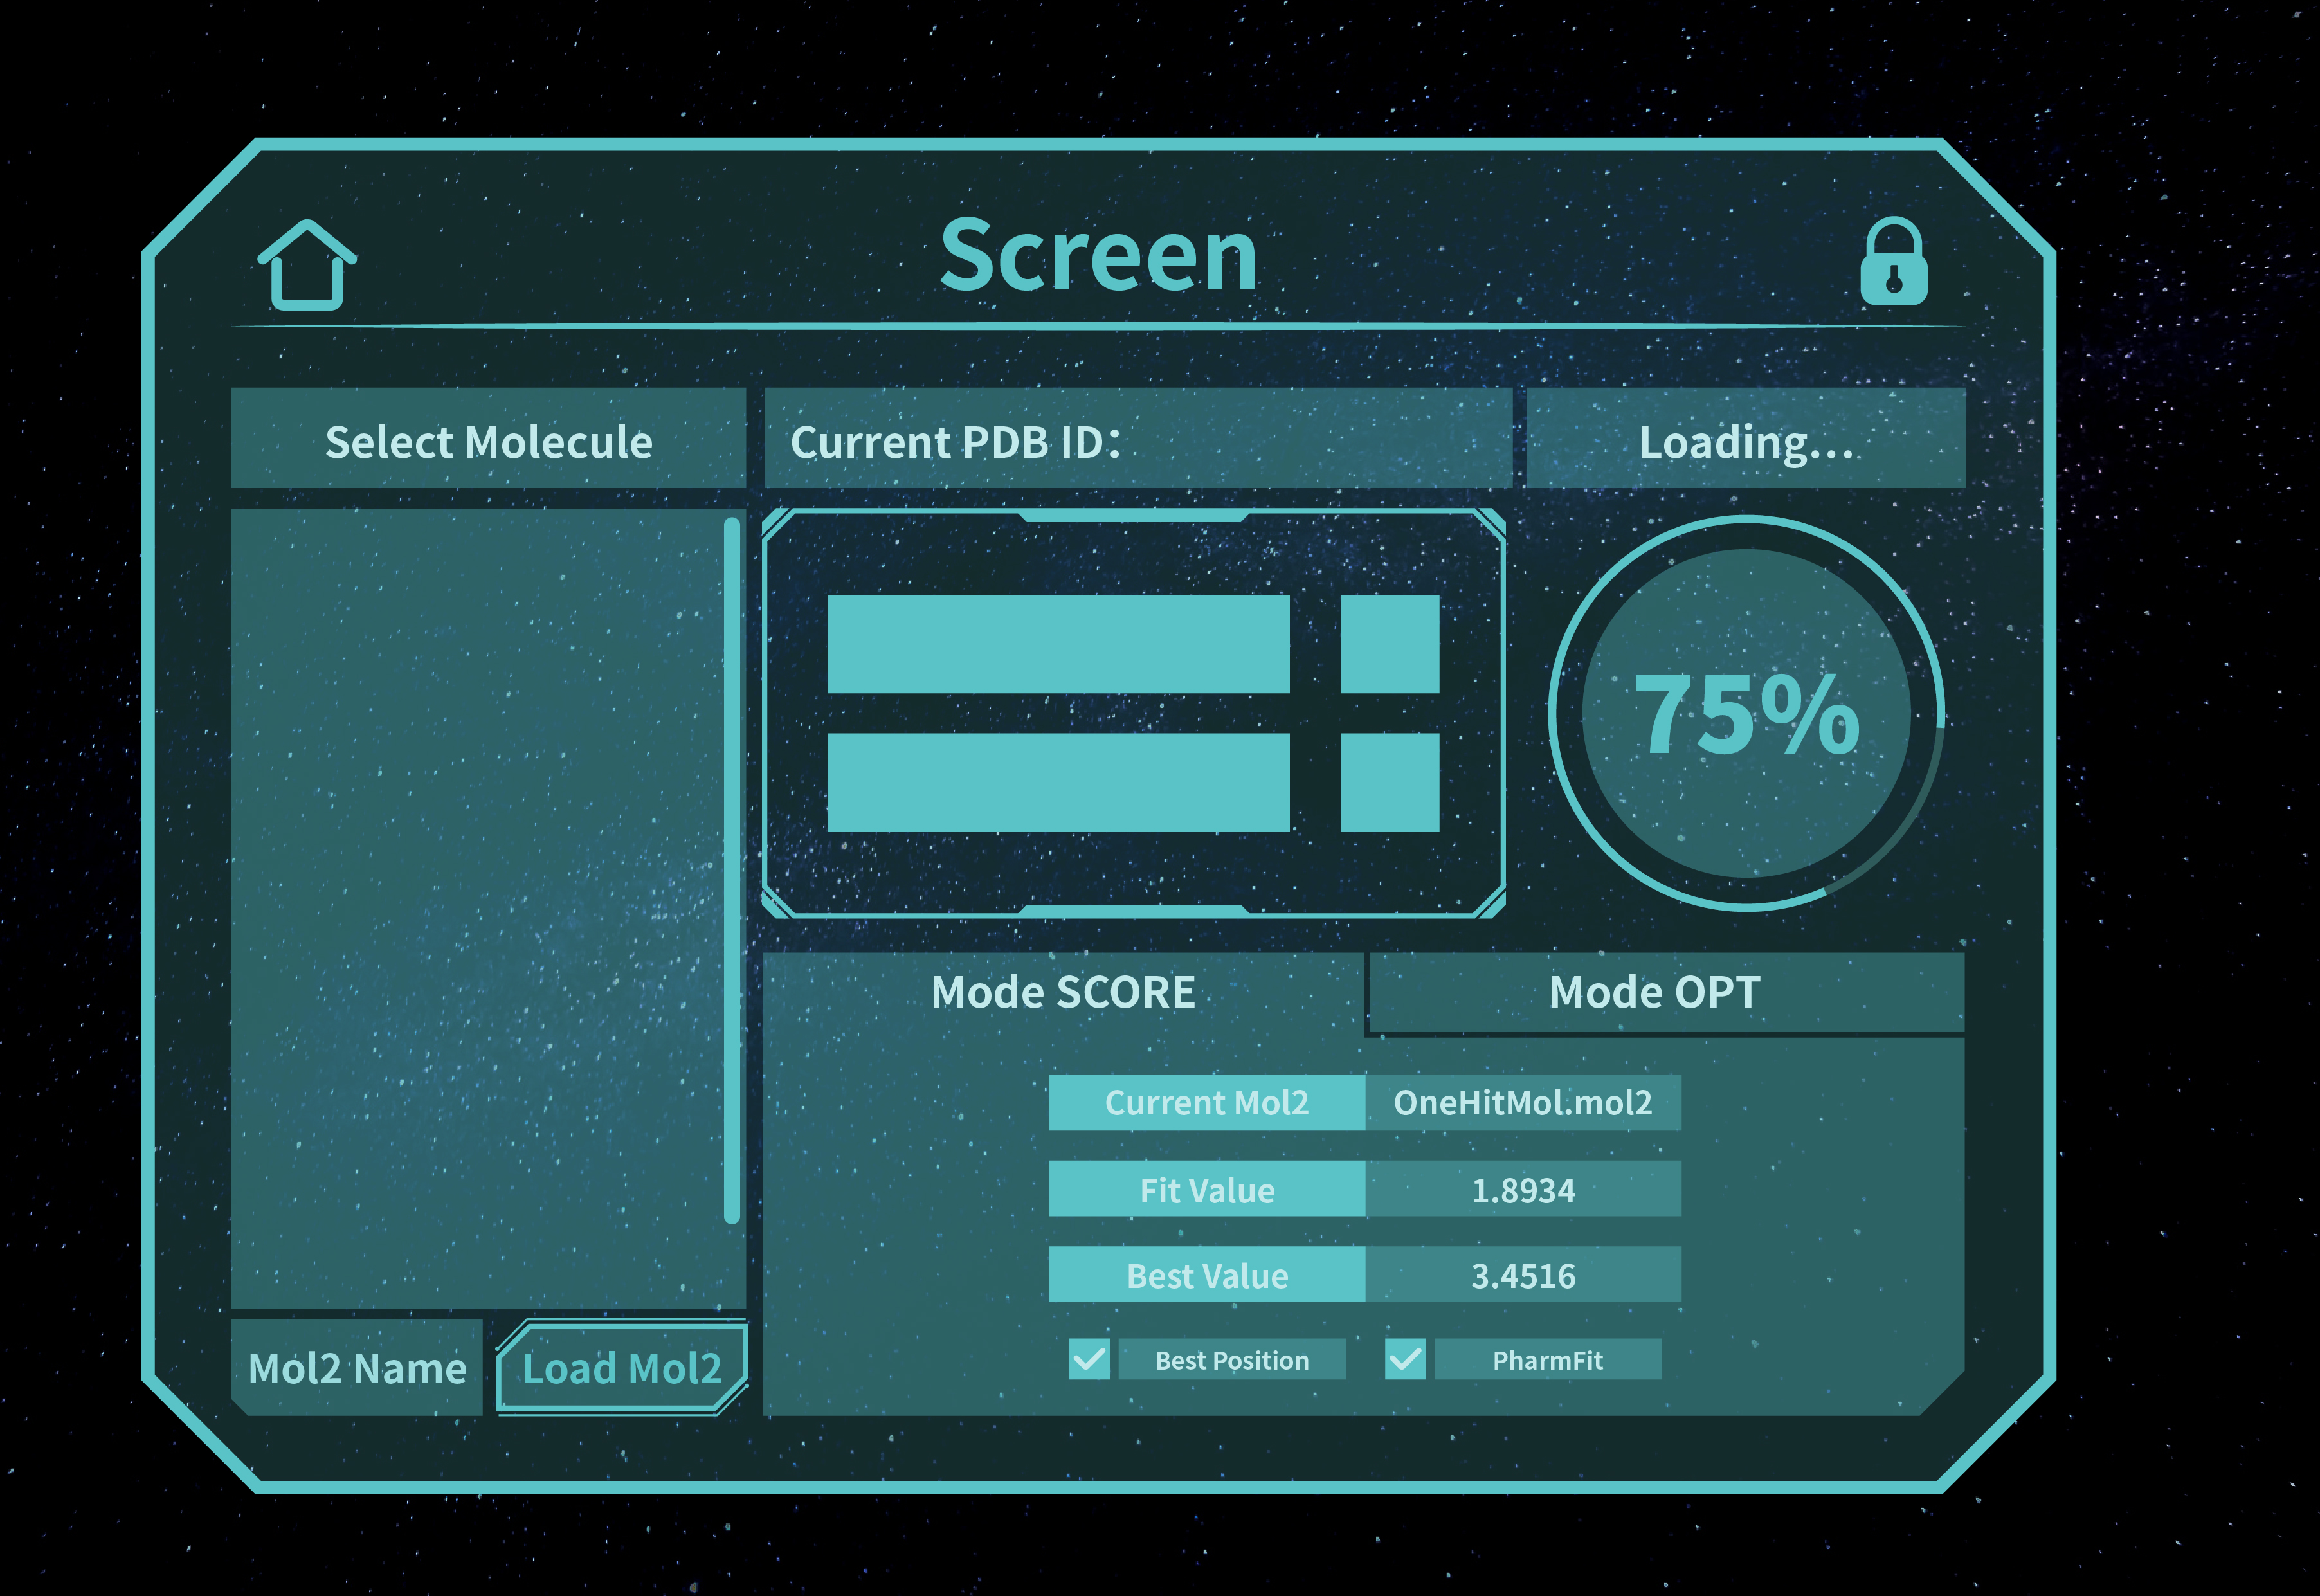 Screen
Select Molecule
Current PDB ID:
Loading...
75%
Mode SCORE
Mode OPT
Current Mol2
OneHitMol.mol2
Fit Value
1.8934
Best Value
3.4516
Best Position
PharmFit
Mol2 Name
Load Mol2